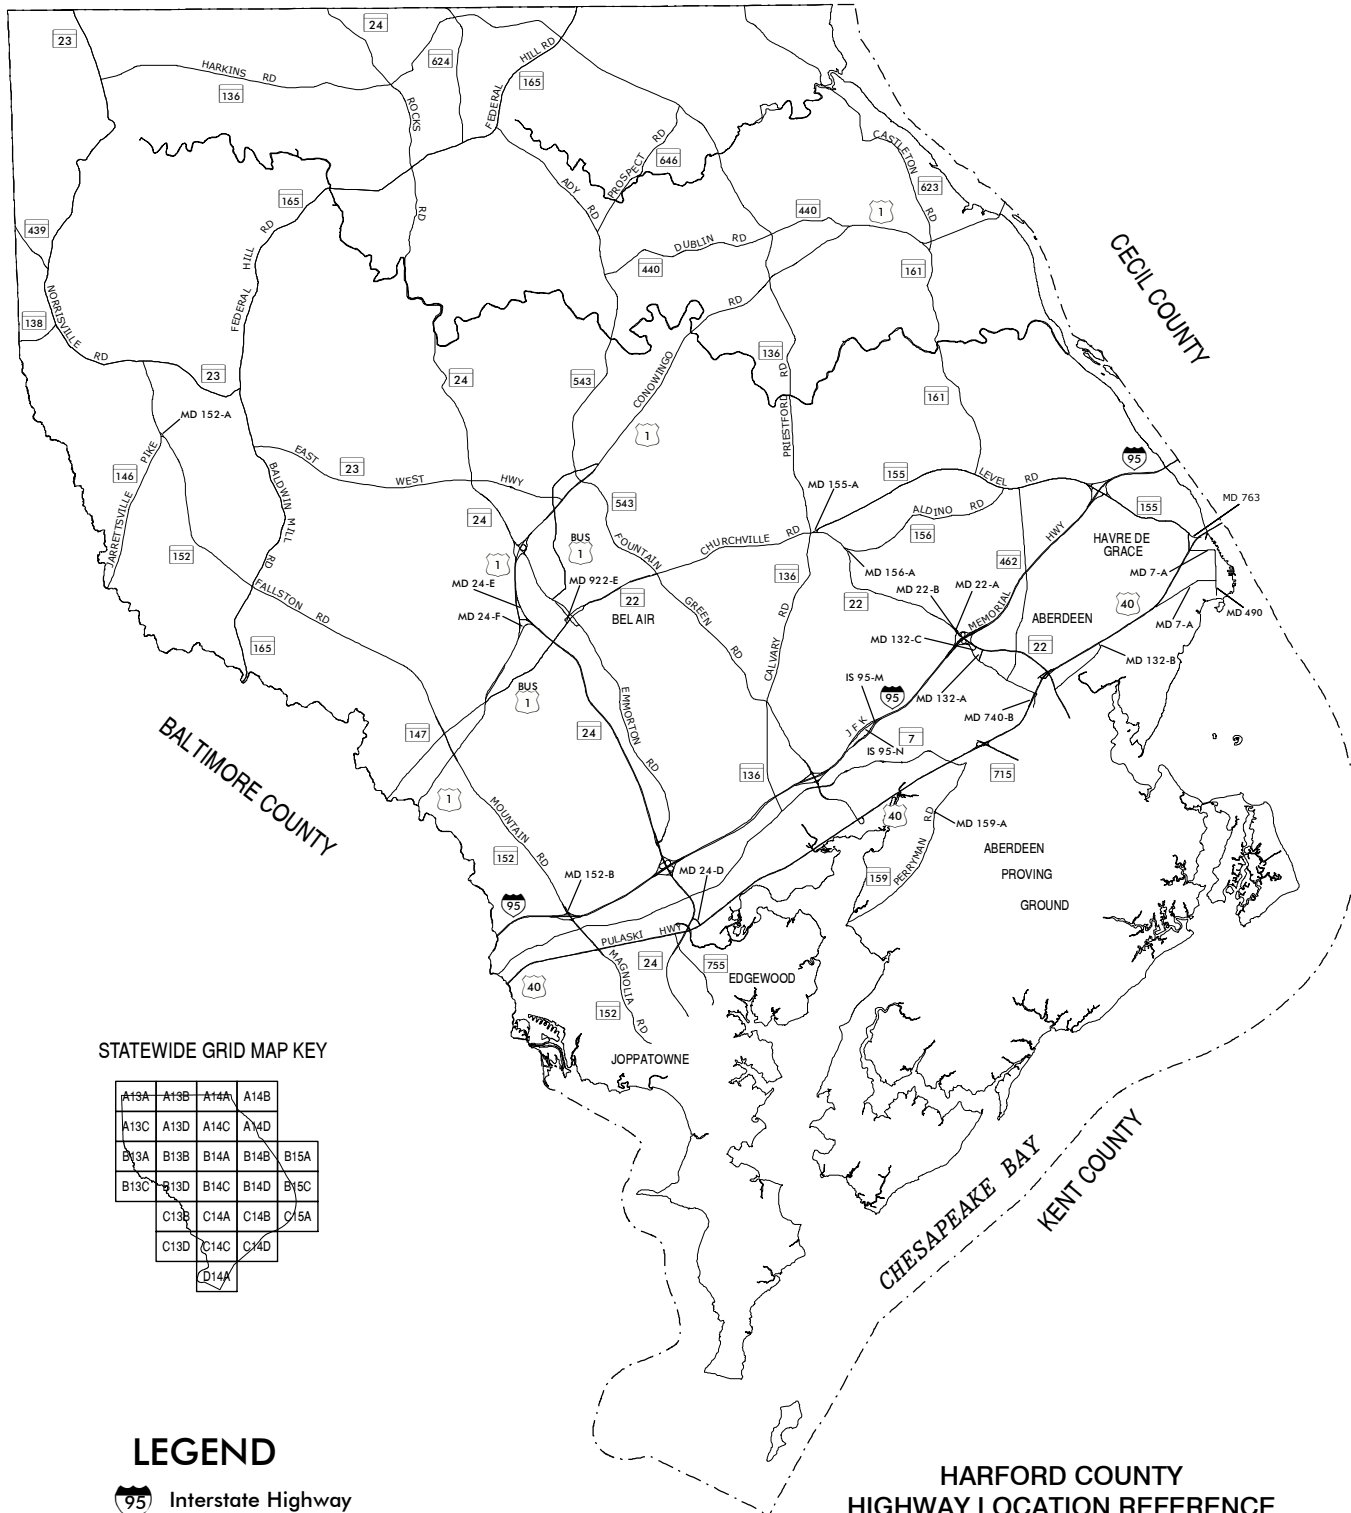 23
24
624
HARKINS RD
136
ROCKS
RD
FEDERAL
HILL RD
165
PROSPECT RD
646
ADY
RD
CASTLETON
RD
623
165
439
440
1
DUBLIN RD
440
161
FEDERAL HILL RD
NORRISVILLE
RD
138
23
RD
CONOWINGO
136
PRIESTFORD RD
24
543
161
MD 152-A
1
CECIL COUNTY
146
JARRETTSVILLE PIKE
EAST
23
WEST
HWY
BALDWIN MILL
RD
95
155
LEVEL
RD
MD 155-A
543
24
ALDINO RD
155
MD 763
156
152
FALLSTON
RD
BUS
1
1
FOUNTAIN
GREEN
RD
CHURCHVILLE RD
HWY
HAVRE DE
GRACE
462
MD 7-A
MD 156-A
136
MD 24-E
MD 922-E
MD 22-B
MD 22-A
22
22
40
MD 490
MD 24-F
BEL AIR
MEMORIAL
ABERDEEN
MD 7-A
165
MD 132-C
22
MD 132-B
CALVARY RD
IS 95-M
95
MD 132-A
BUS
1
EMMORTON
RD
MD 740-B
147
24
J F K
7
IS 95-N
BALTIMORE COUNTY
136
715
1
MOUNTAIN
RD
40
MD 159-A
PERRYMAN RD
152
ABERDEEN
PROVING
GROUND
MD 152-B
MD 24-D
159
95
PULASKI HWY
24
755
EDGEWOOD
40
MAGNOLIA
RD
152
JOPPATOWNE
STATEWIDE GRID MAP KEY
A13A A13B A14A A14B
A13C A13D A14C A14D
B13A B13B B14A B14B B15A
B13C B13D B14C B14D B15C
C13B C14A C14B C15A
C13D C14C C14D
D14A
CHESAPEAKE BAY
KENT COUNTY
LEGEND
95 Interstate Highway
HARFORD COUNTY
HIGHWAY LOCATION REFERENCE